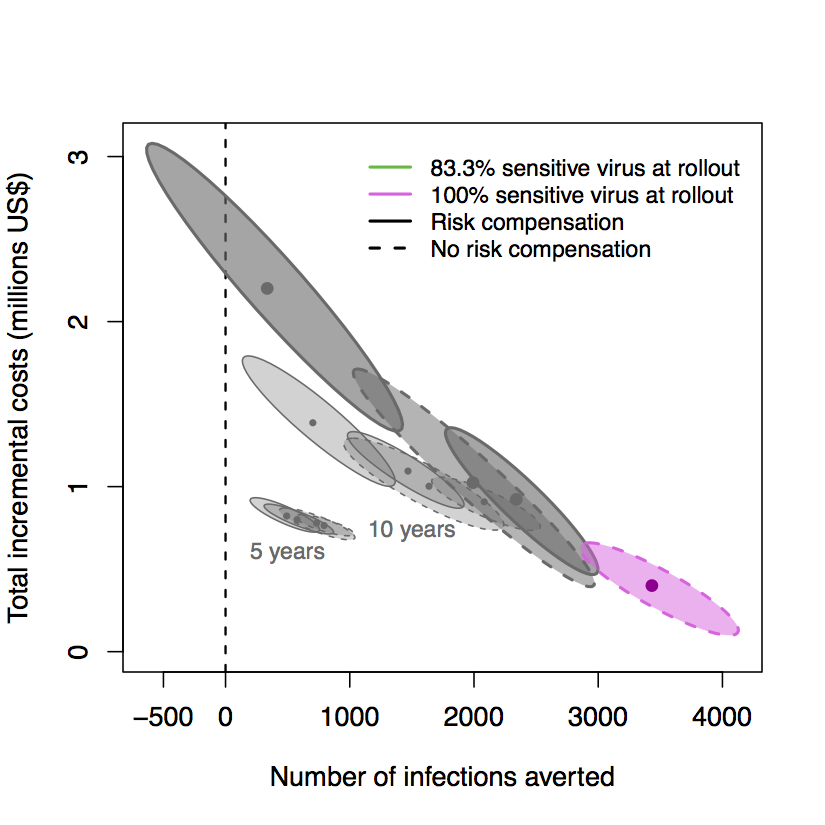 83.3% sensitive virus at rollout
100% sensitive virus at rollout
Risk compensation
No risk compensation
Total incremental costs (millions US$)
3
2
1
0
10 years
5 years
−500 0 1000 2000 3000 4000
Number of infections averted